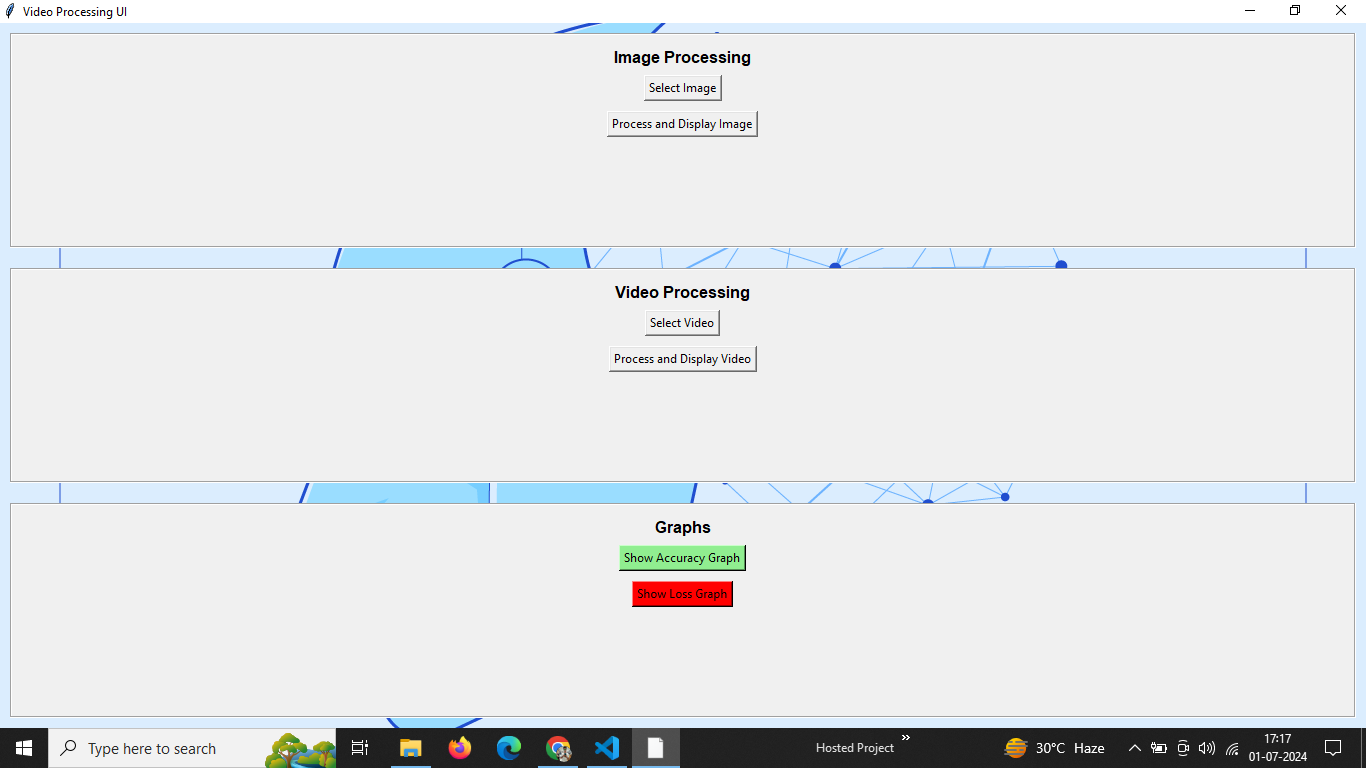 Video Processing UI
Image Processing
Select Image
Process and Display Image
Video Processing
Select Video
Process and Display Video
Graphs
Show Accuracy Graph
Show Loss Graph
Type here to search
Hosted Project
30°C Haze
17:17
01-07-2024